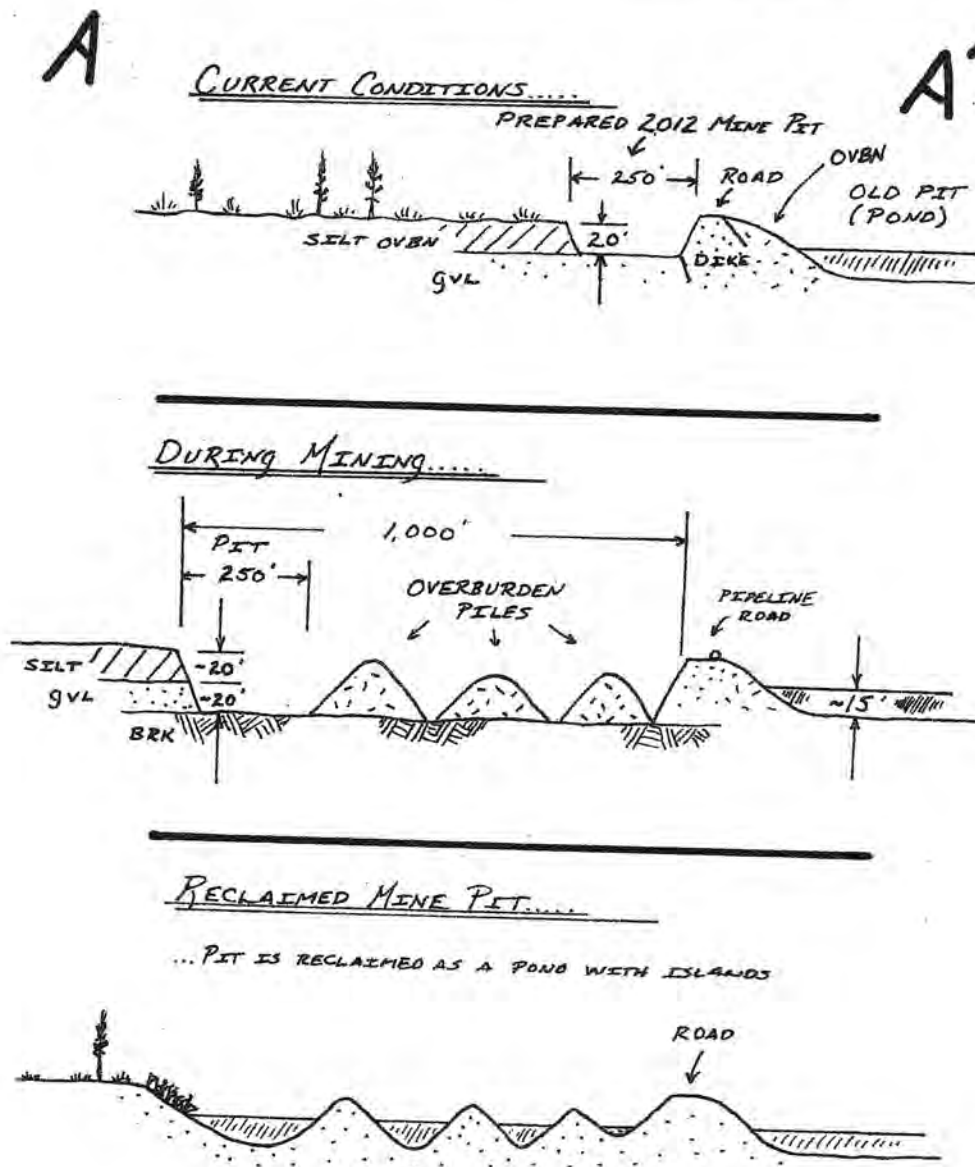 A
A'
CURRENT CONDITIONS.....
PREPARED 2012 MINE PIT
250'
ROAD
OVBN
OLD PIT
(POND)
SILT OVBN
20'
DIKE
gVL
DURING MINING.....
1,000'
PIT
250'
OVERBURDEN
PILES
PIPELINE
ROAD
SILT
~20'
gVL
~20'
~15'
BRK
RECLAIMED MINE PIT.....
...PIT IS RECLAIMED AS A POND WITH ISLANDS
ROAD